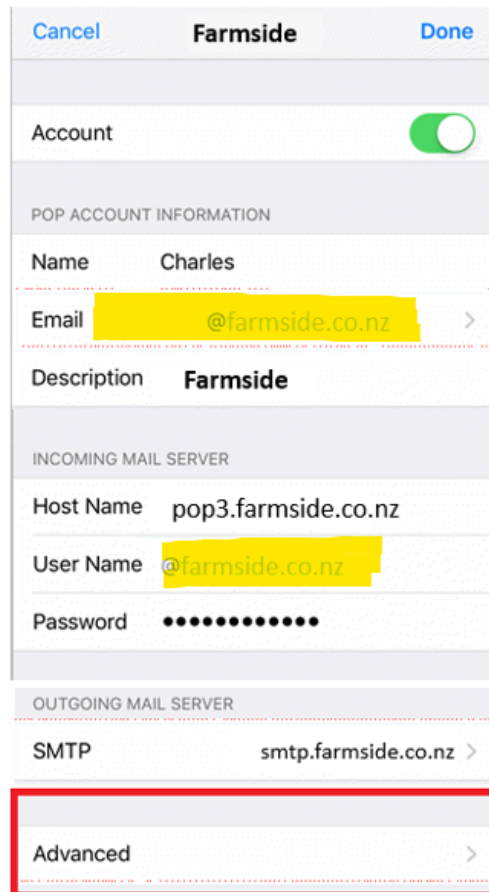 Cancel Farmside Done
Account
POP ACCOUNT INFORMATION
Name Charles
Email @farmside.co.nz
Description Farmside
INCOMING MAIL SERVER
Host Name pop3.farmside.co.nz
User Name @farmside.co.nz
Password ••••••••••••
OUTGOING MAIL SERVER
SMTP smtp.farmside.co.nz
Advanced